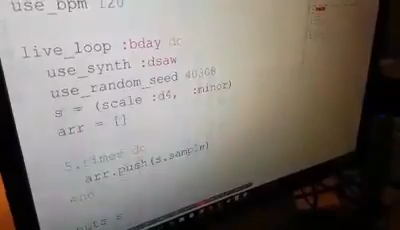 use_bpm 120
live_loop :bday do
use_synth :dsaw
use_random_seed 40308
s = (scale :d4, :minor)
arr = []
5.times do
arr.push(s.sample)
end
puts s